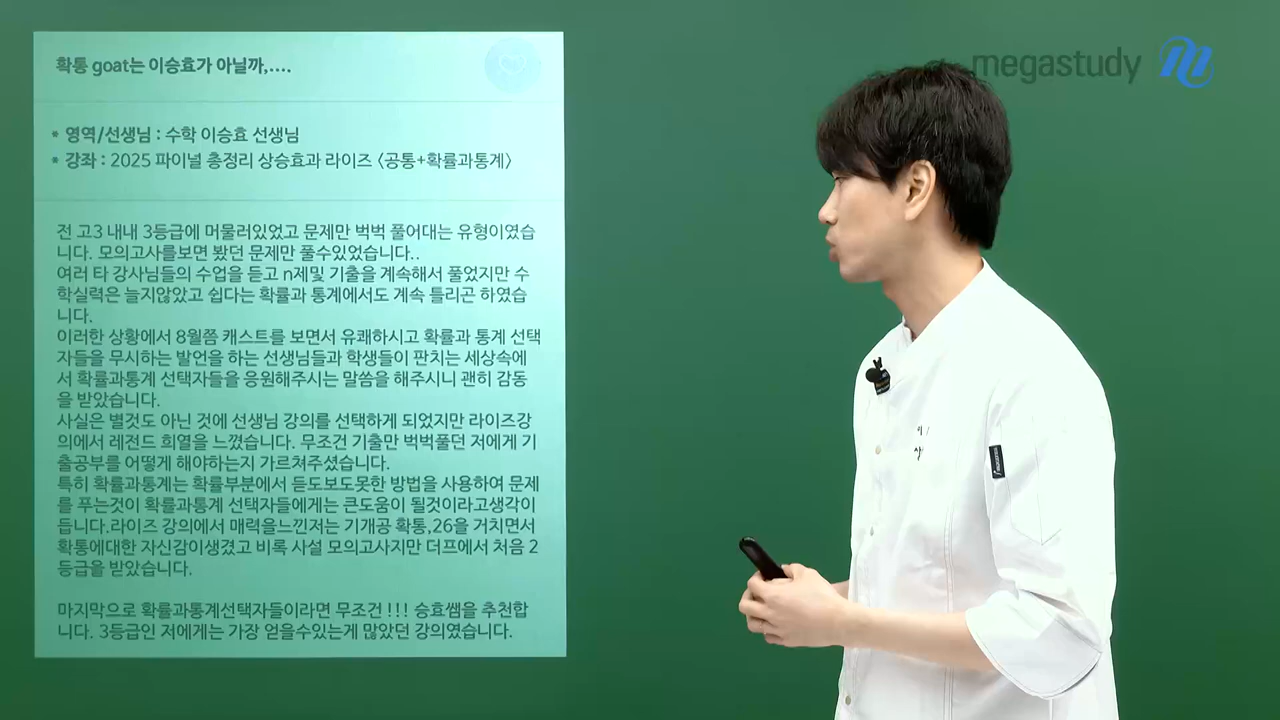 확통 goat는 이승효가 아닐까,....
* 영역/선생님 : 수학 이승효 선생님
* 강좌 : 2025 파이널 총정리 상승효과 라이즈 <공통+확률과통계>
전 고3 내내 3등급에 머물러있었고 문제만 벅벅 풀어대는 유형이였습
니다. 모의고사를보면 봤던 문제만 풀수있었습니다..
여러 타 강사님들의 수업을 듣고 n제및 기출을 계속해서 풀었지만 수
학실력은 늘지않았고 쉽다는 확률과 통계에서도 계속 틀리곤 하였습
니다.
이러한 상황에서 8월쯤 캐스트를 보면서 유쾌하시고 확률과 통계 선택
자들을 무시하는 발언을 하는 선생님들과 학생들이 판치는 세상속에
서 확률과통계 선택자들을 응원해주시는 말씀을 해주시니 괜히 감동
을 받았습니다.
사실은 별것도 아닌 것에 선생님 강의를 선택하게 되었지만 라이즈강
의에서 레전드 희열을 느꼈습니다. 무조건 기출만 벅벅풀던 저에게 기
출공부를 어떻게 해야하는지 가르쳐주셨습니다.
특히 확률과통계는 확률부분에서 듣도보도못한 방법을 사용하여 문제
를 푸는것이 확률과통계 선택자들에게는 큰도움이 될것이라고생각이
듭니다.라이즈 강의에서 매력을느낀저는 기개공 확통,26을 거치면서
확통에대한 자신감이생겼고 비록 사설 모의고사지만 더프에서 처음 2
등급을 받았습니다.
마지막으로 확률과통계선택자들이라면 무조건 !!! 승효쌤을 추천합
니다. 3등급인 저에게는 가장 얻을수있는게 많았던 강의였습니다.
megastudy